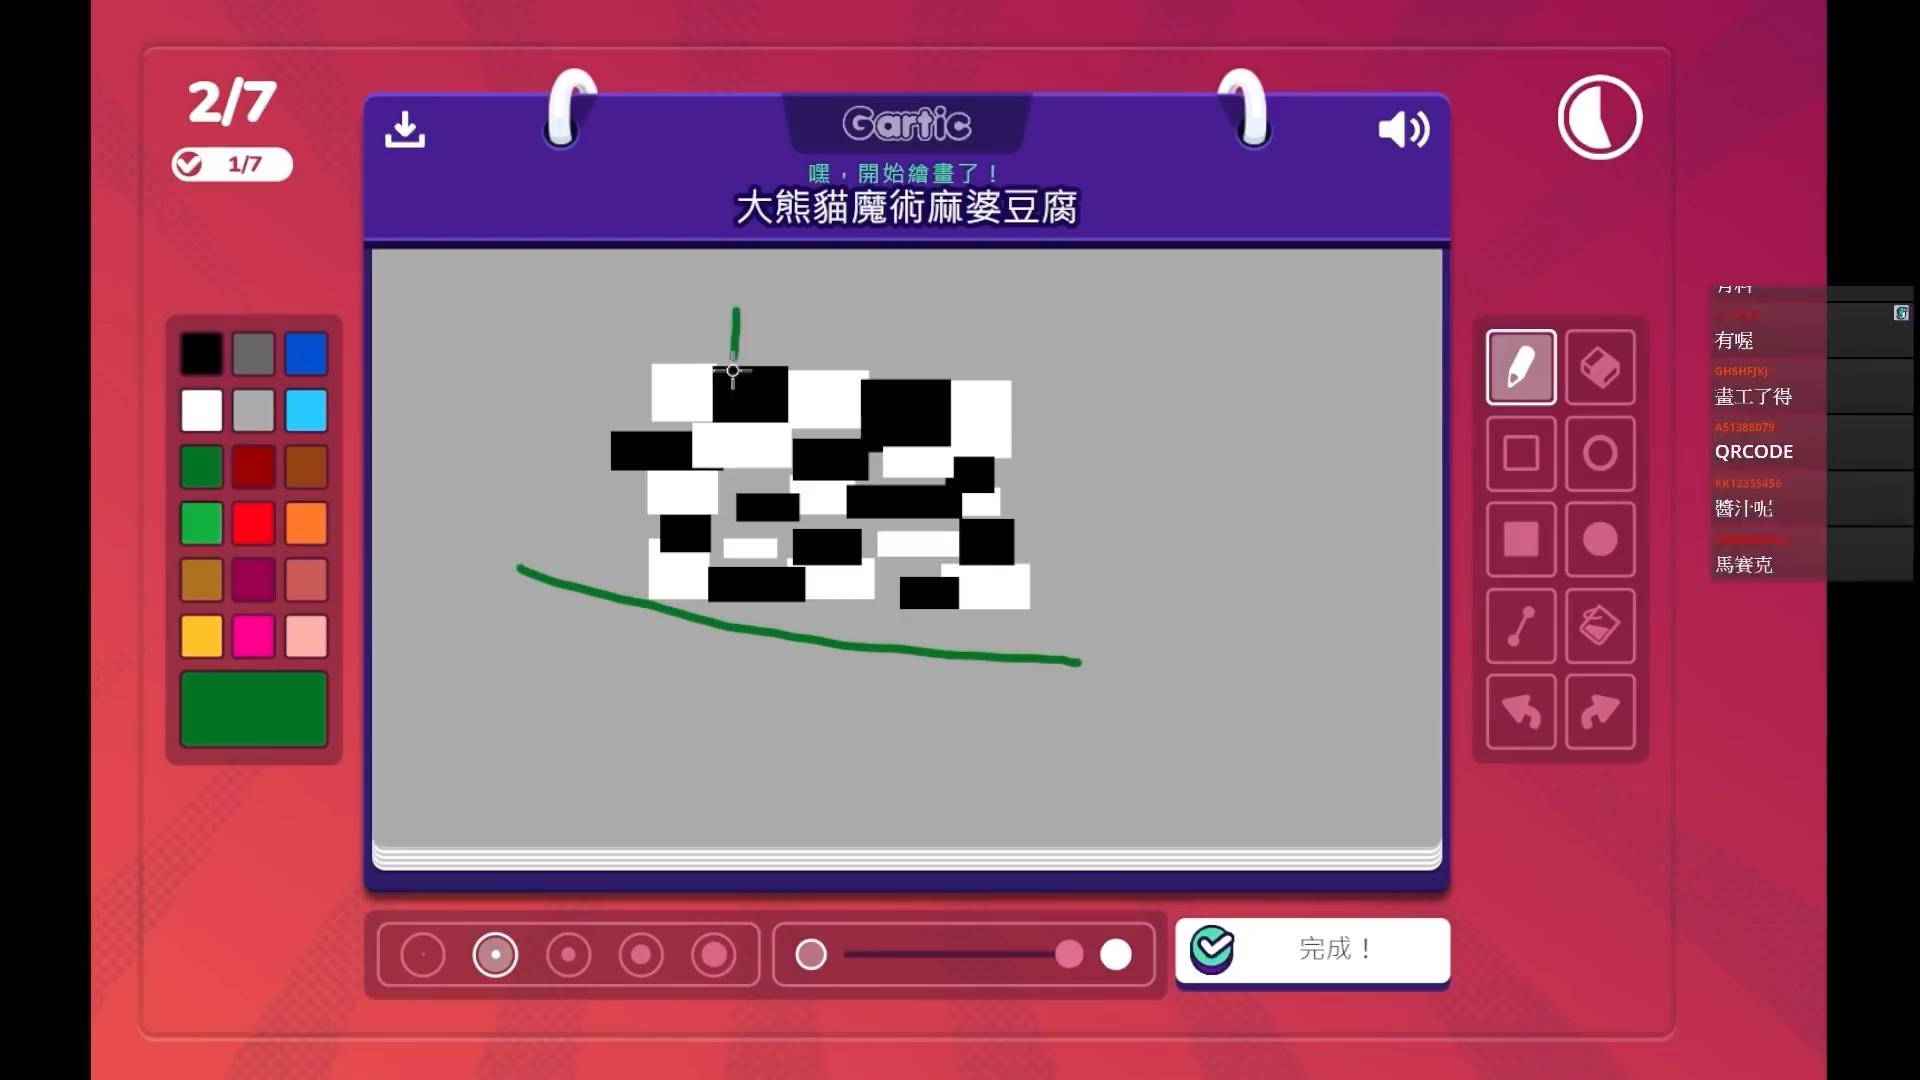 2/7
1/7
Gartic
嘿，開始繪畫了！
大熊貓魔術麻婆豆腐
有喔
GHSHFJXJ
畫工了得
A51388079
QRCODE
KK12355456
醬汁呢
馬賽克
完成！